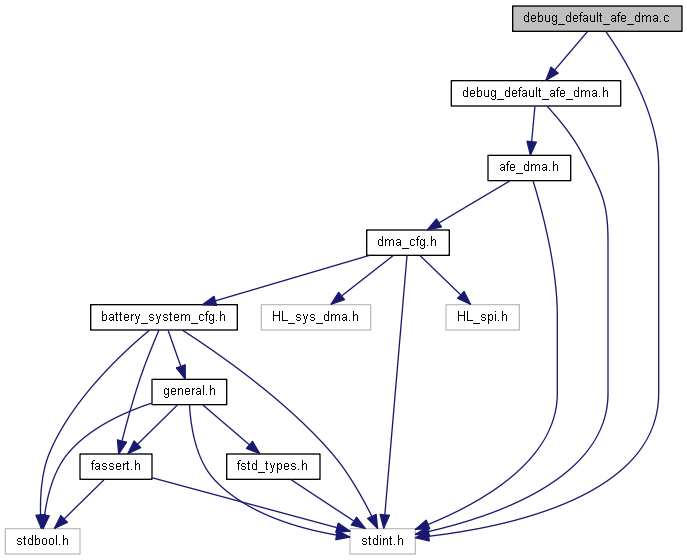 debug_default_afe_dma.c
debug_default_afe_dma.h
afe_dma.h
dma_cfg.h
battery_system_cfg.h
HL_sys_dma.h
HL_spi.h
general.h
fassert.h
fstd_types.h
stdbool.h
stdint.h